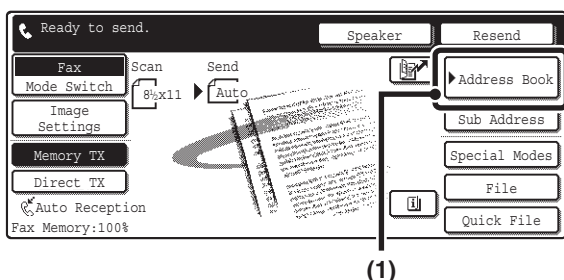 Ready to send.
Speaker
Resend
Fax
Mode Switch
Scan
Send
8½x11
Auto
Address Book
Image
Settings
Sub Address
Memory TX
Special Modes
Direct TX
File
Auto Reception
Fax Memory:100%
Quick File
(1)